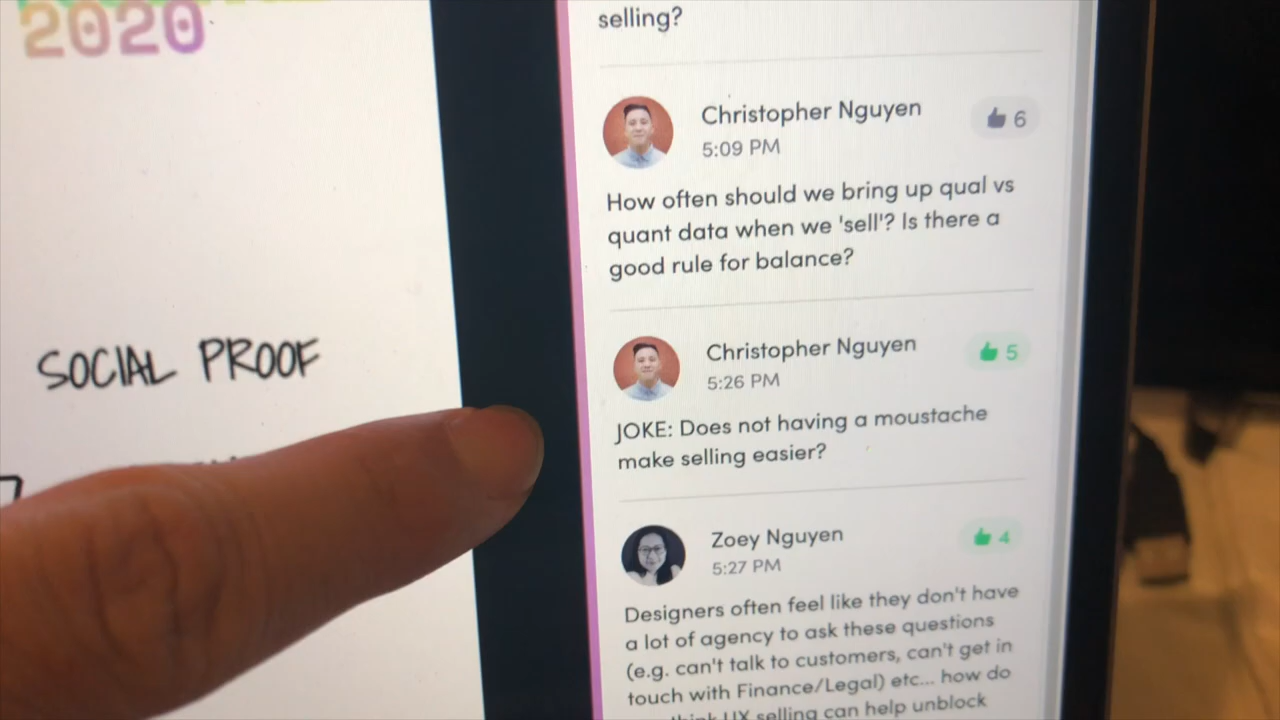 2020
SOCIAL PROOF
selling?
Christopher Nguyen
5:09 PM
6
How often should we bring up qual vs
quant data when we 'sell'? Is there a
good rule for balance?
Christopher Nguyen
5:26 PM
5
JOKE: Does not having a moustache
make selling easier?
Zoey Nguyen
5:27 PM
4
Designers often feel like they don't have
a lot of agency to ask these questions
(e.g. can't talk to customers, can't get in
touch with Finance/Legal) etc... how do
think UX selling can help unblock